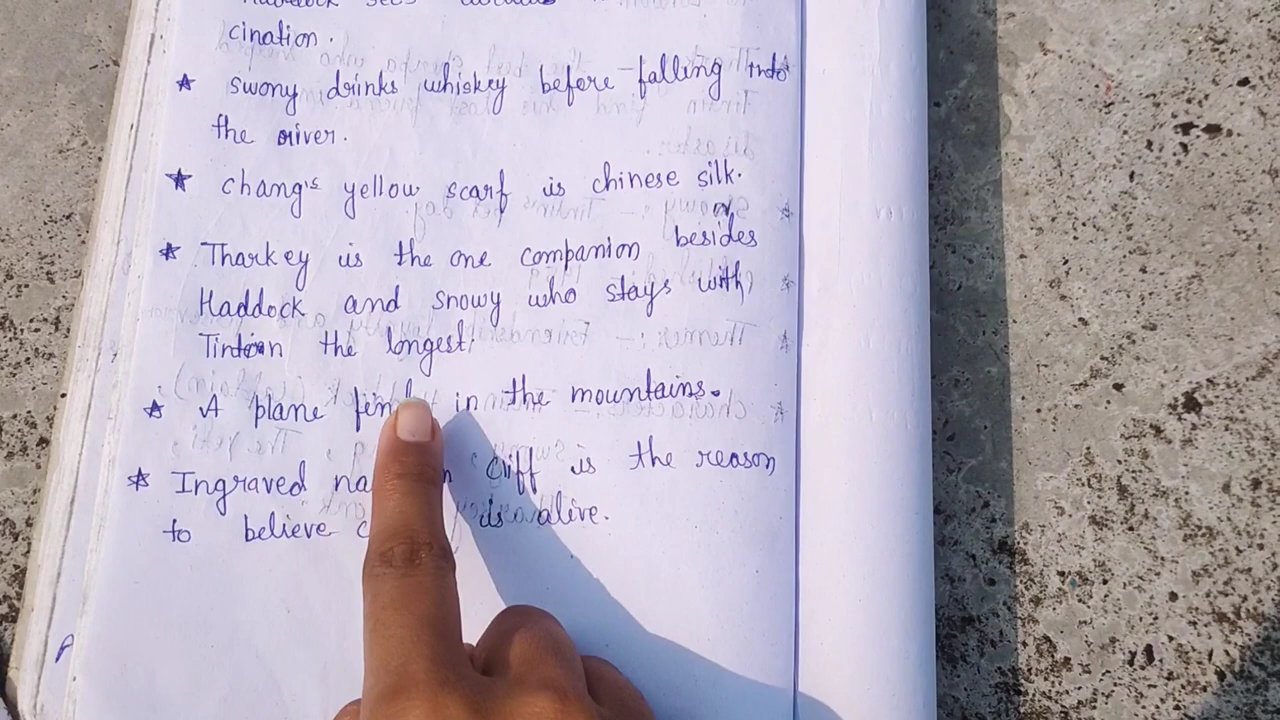 cination.
★ swony drinks whiskey before falling into
the river.
★ chang's yellow scarf is chinese silk.
★ Tharkey is the one companion besides
Haddock and snowy who stays with
Tintin the longest.
★ A plane in the mountains.
★ Ingraved cliff is the reason
to believe is alive.